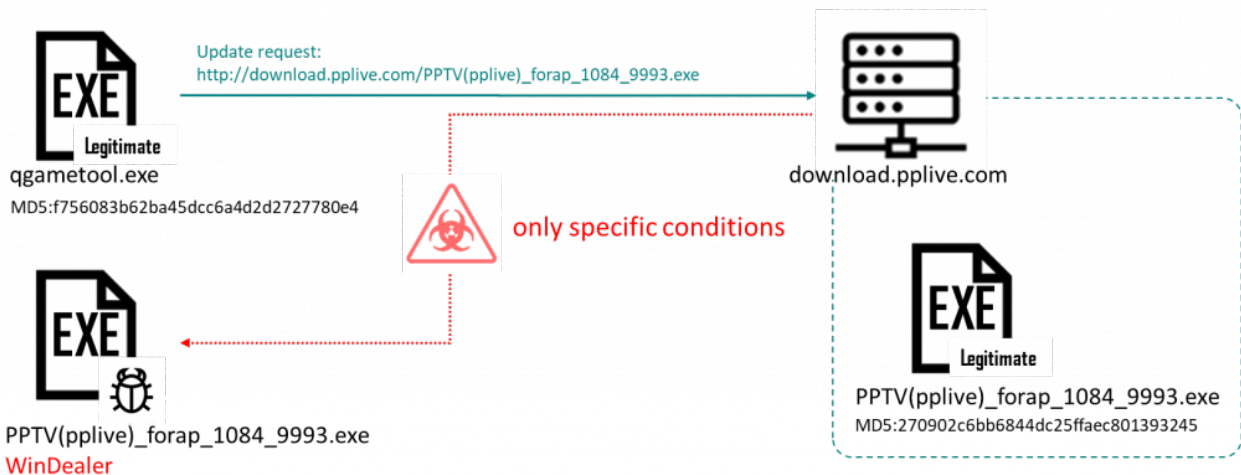 EXE
Legitimate
qgametool.exe
MD5:f756083b62ba45dcc6a4d2d2727780e4
Update request:
http://download.pplive.com/PPTV(pplive)_forap_1084_9993.exe
download.pplive.com
only specific conditions
EXE
PPTV(pplive)_forap_1084_9993.exe
WinDealer
EXE
Legitimate
PPTV(pplive)_forap_1084_9993.exe
MD5:270902c6bb6844dc25ffaec801393245